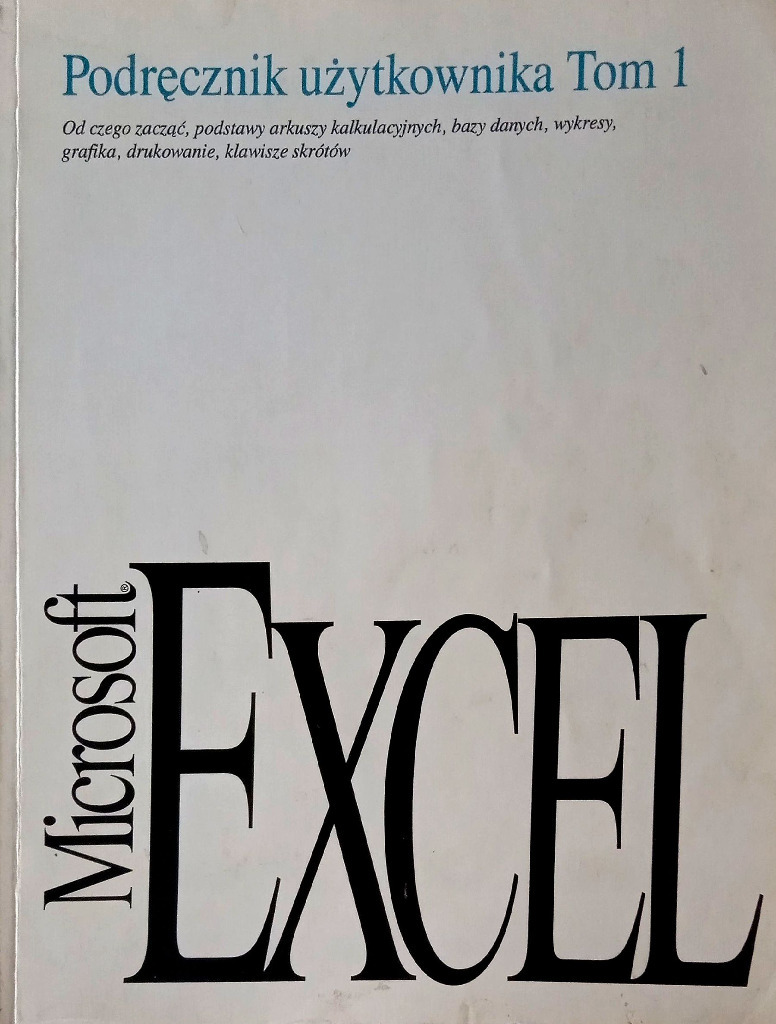 Podręcznik użytkownika Tom 1
Od czego zacząć, podstawy arkuszy kalkulacyjnych, bazy danych, wykresy,
grafika, drukowanie, klawisze skrótów
Microsoft®
EXCEL